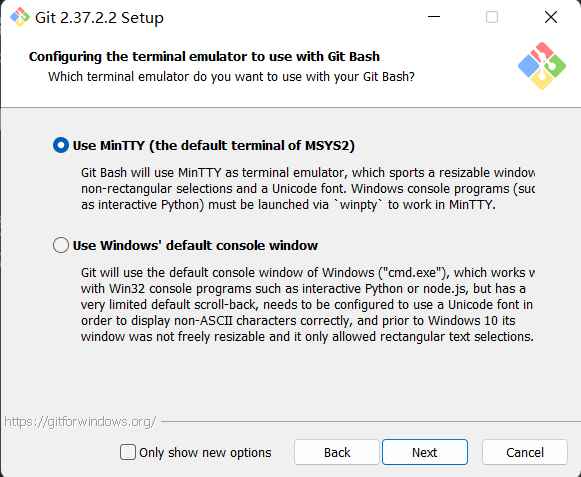 Git 2.37.2.2 Setup
Configuring the terminal emulator to use with Git Bash
Which terminal emulator do you want to use with your Git Bash?
Use MinTTY (the default terminal of MSYS2)
Git Bash will use MinTTY as terminal emulator, which sports a resizable window
non-rectangular selections and a Unicode font. Windows console programs (suc
as interactive Python) must be launched via `winpty` to work in MinTTY.
Use Windows' default console window
Git will use the default console window of Windows ("cmd.exe"), which works w
with Win32 console programs such as interactive Python or node.js, but has a
very limited default scroll-back, needs to be configured to use a Unicode font in
order to display non-ASCII characters correctly, and prior to Windows 10 its
window was not freely resizable and it only allowed rectangular text selections.
https://gitforwindows.org/
Only show new options
Back
Next
Cancel